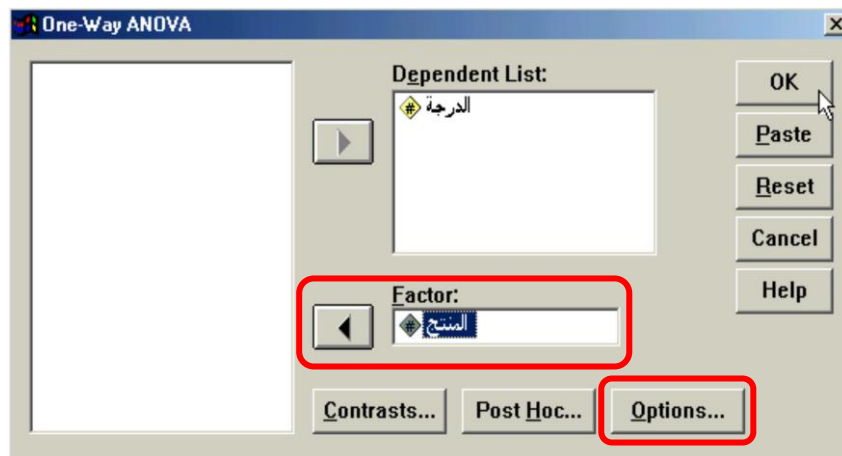 One-Way ANOVA
Dependent List:
الدرجة
OK
Paste
Reset
Cancel
Help
Factor:
المنتج
Contrasts...
Post Hoc...
Options...